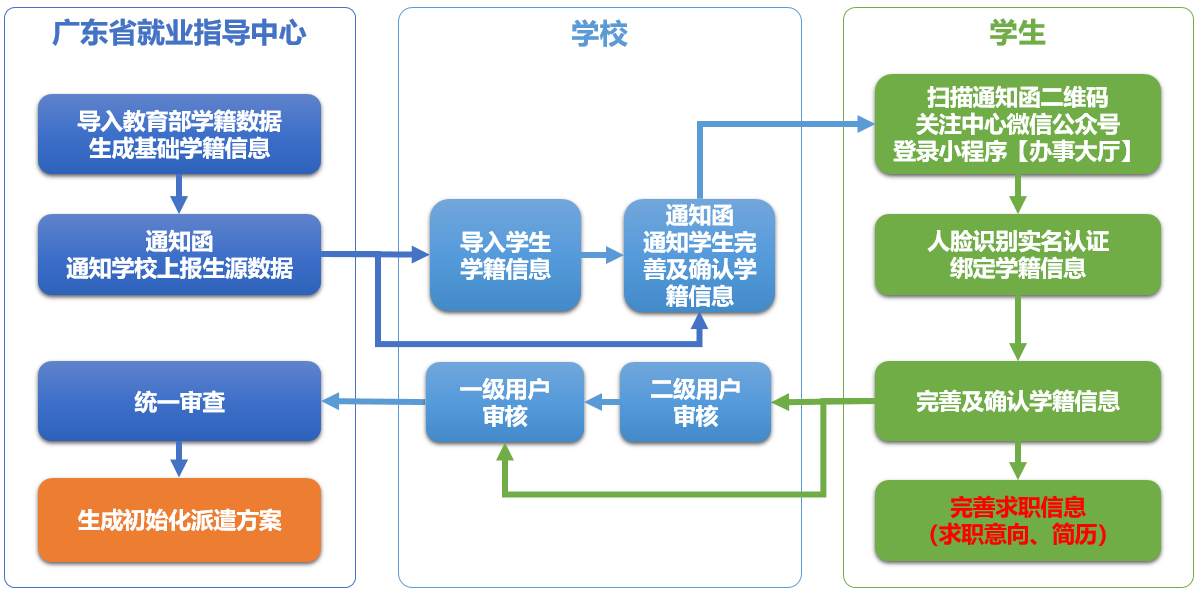 广东省就业指导中心
导入教育部学籍数据
生成基础学籍信息
通知函
通知学校上报生源数据
统一审查
生成初始化派遣方案
学校
导入学生
学籍信息
通知函
通知学生完
善及确认学
籍信息
一级用户
审核
二级用户
审核
学生
扫描通知函二维码
关注中心微信公众号
登录小程序【办事大厅】
人脸识别实名认证
绑定学籍信息
完善及确认学籍信息
完善求职信息
（求职意向、简历）